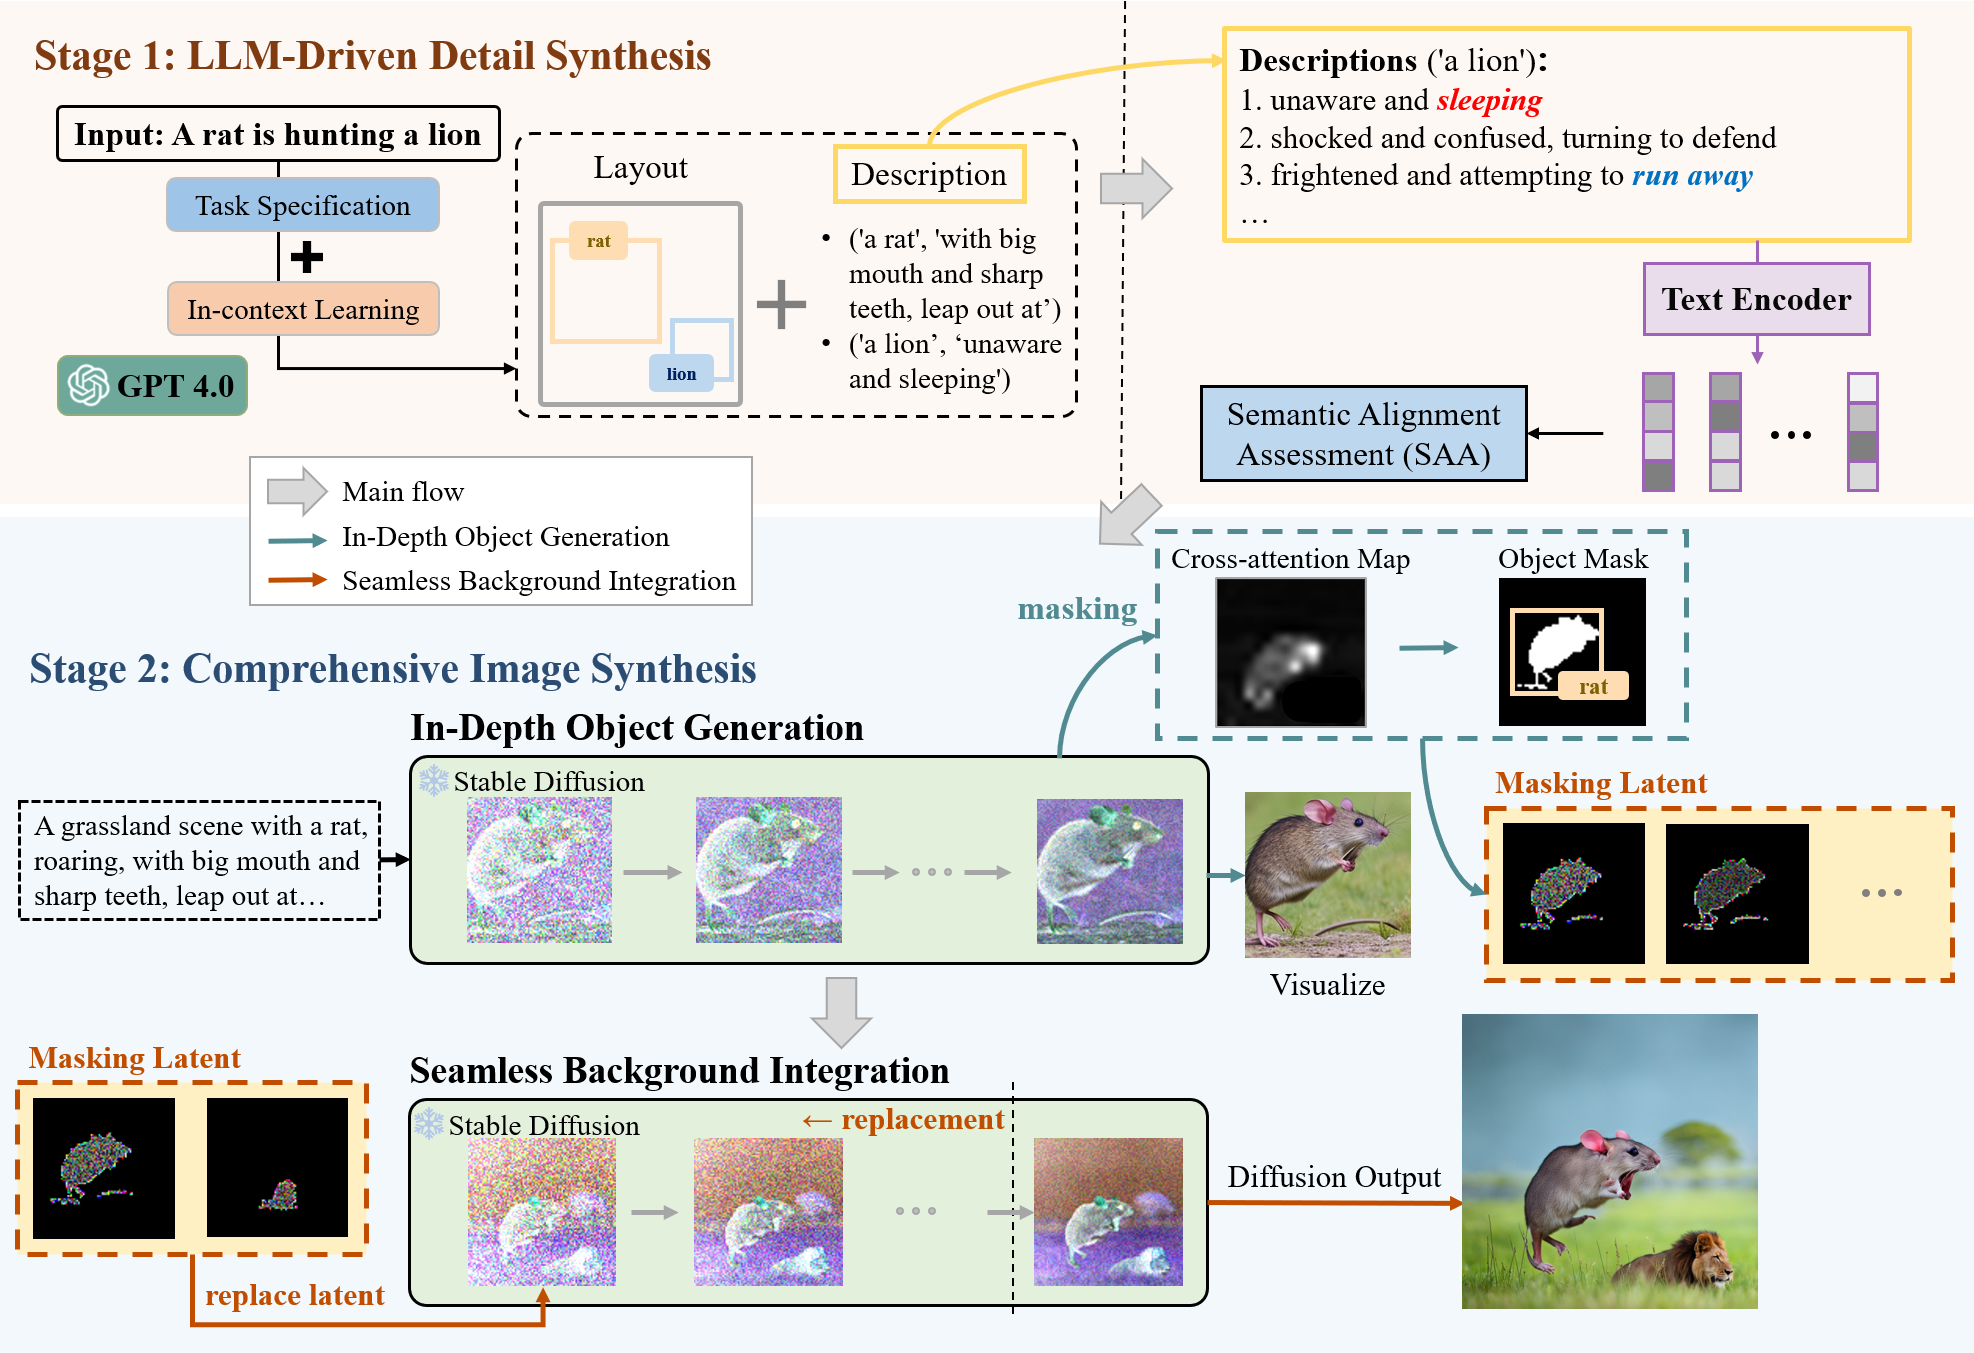 Stage 1: LLM-Driven Detail Synthesis
Input: A rat is hunting a lion
Task Specification
In-context Learning
GPT 4.0
Layout
rat
lion
Description
• ('a rat', 'with big
mouth and sharp
teeth, leap out at’)
• ('a lion’, ‘unaware
and sleeping')
Descriptions ('a lion'):
1. unaware and sleeping
2. shocked and confused, turning to defend
3. frightened and attempting to run away
…
Text Encoder
Semantic Alignment
Assessment (SAA)
Main flow
In-Depth Object Generation
Seamless Background Integration
Stage 2: Comprehensive Image Synthesis
masking
Cross-attention Map
Object Mask
rat
In-Depth Object Generation
Stable Diffusion
A grassland scene with a rat,
roaring, with big mouth and
sharp teeth, leap out at…
Visualize
Masking Latent
Masking Latent
replace latent
Seamless Background Integration
Stable Diffusion
← replacement
Diffusion Output